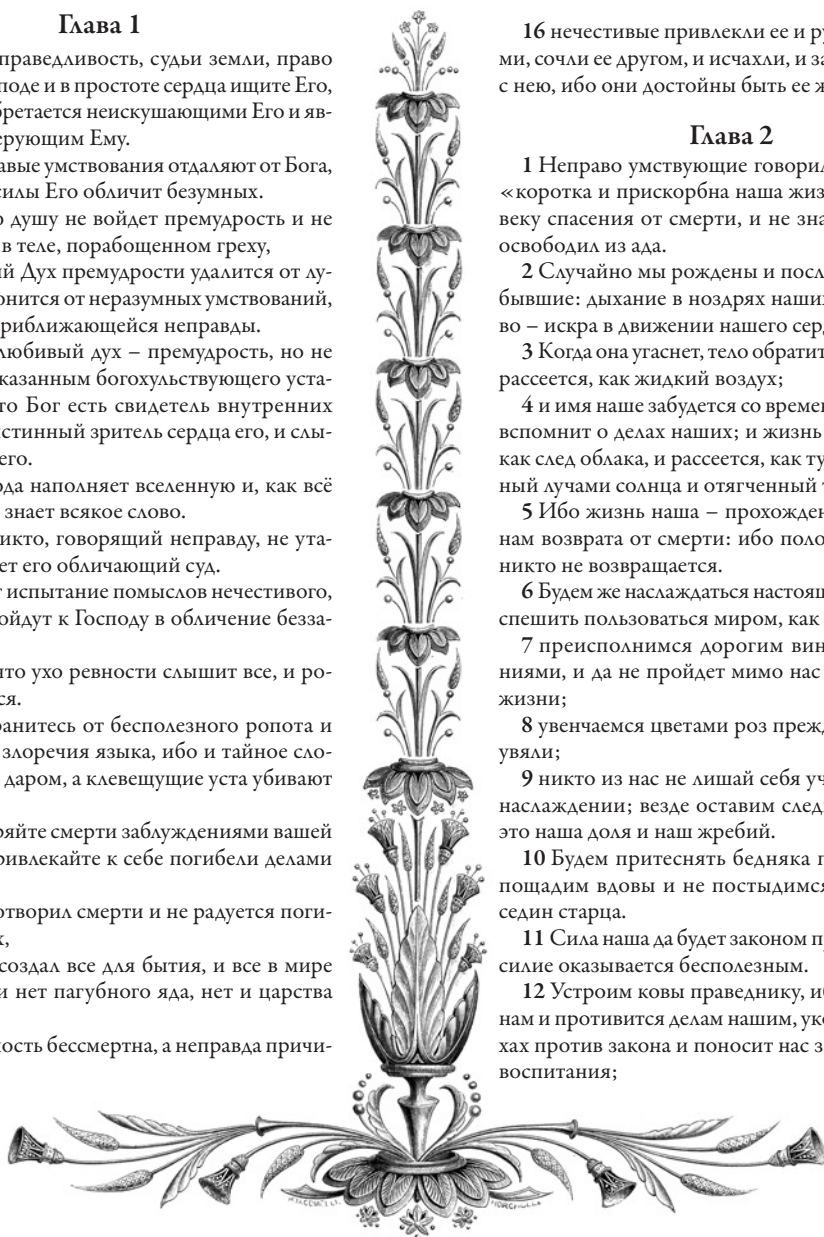 Глава 1
праведливость, судьи земли, право
поде и в простоте сердца ищите Его,
бретается неискушающими Его и яв-
ерующим Ему.
авые умствования отдаляют от Бога,
силы Его обличит безумных.
ю душу не войдет премудрость и не
в теле, порабощенном греху,
ий Дух премудрости удалится от лу-
онится от неразумных умствований,
риближающейся неправды.
любивый дух – премудрость, но не
казанным богохульствующего уста-
то Бог есть свидетель внутренних
стинный зритель сердца его, и слы-
его.
ода наполняет вселенную и, как всё
знает всякое слово.
икто, говорящий неправду, не ута-
ет его обличающий суд.
т испытание помыслов нечестивого,
ойдут к Господу в обличение безза-
что ухо ревности слышит все, и ро-
ся.
ранитесь от бесполезного ропота и
злоречия языка, ибо и тайное сло-
даром, а клевещущие уста убивают
ряйте смерти заблуждениями вашей
ривлекайте к себе погибели делами
отворил смерти и не радуется поги-
х,
создал все для бытия, и все в мире
и нет пагубного яда, нет и царства
ность бессмертна, а неправда причи-
16 нечестивые привлекли ее и ру
ми, сочли ее другом, и исчахли, и за
с нею, ибо они достойны быть ее ж
Глава 2
1 Неправо умствующие говорил
«коротка и прискорбна наша жиз
веку спасения от смерти, и не зна
освободил из ада.
2 Случайно мы рождены и посл
бывшие: дыхание в ноздрях наших
во – искра в движении нашего серд
3 Когда она угаснет, тело обратит
рассеется, как жидкий воздух;
4 и имя наше забудется со времен
вспомнит о делах наших; и жизнь
как след облака, и рассеется, как ту
ный лучами солнца и отягченный т
5 Ибо жизнь наша – прохожден
нам возврата от смерти: ибо поло
никто не возвращается.
6 Будем же наслаждаться настоящ
спешить пользоваться миром, как
7 преисполнимся дорогим вин
ниями, и да не пройдет мимо нас
жизни;
8 увенчаемся цветами роз прежд
увяли;
9 никто из нас не лишай себя уч
наслаждении; везде оставим след
это наша доля и наш жребий.
10 Будем притеснять бедняка п
пощадим вдовы и не постыдимся
седин старца.
11 Сила наша да будет законом пр
силие оказывается бесполезным.
12 Устроим ковы праведнику, иб
нам и противится делам нашим, уко
хах против закона и поносит нас з
воспитания;